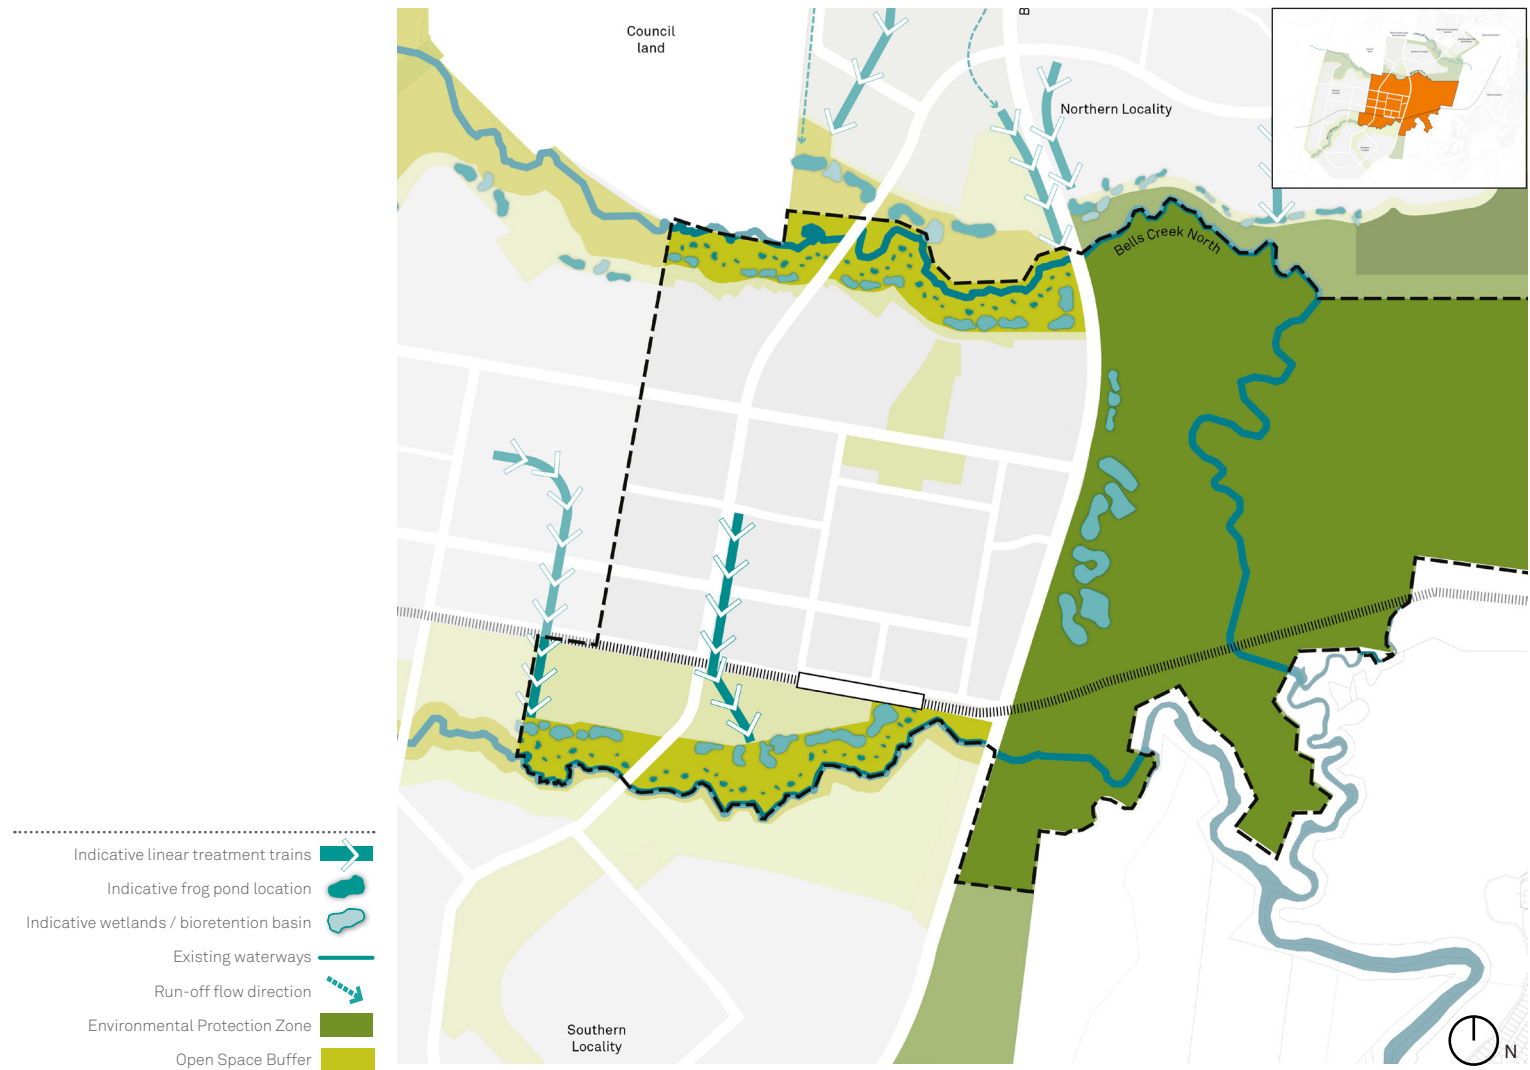 Council
land
B
Northern Locality
Bells Creek North
Indicative linear treatment trains
Indicative frog pond location
Indicative wetlands / bioretention basin
Existing waterways
Run-off flow direction
Environmental Protection Zone
Open Space Buffer
Southern
Locality
N